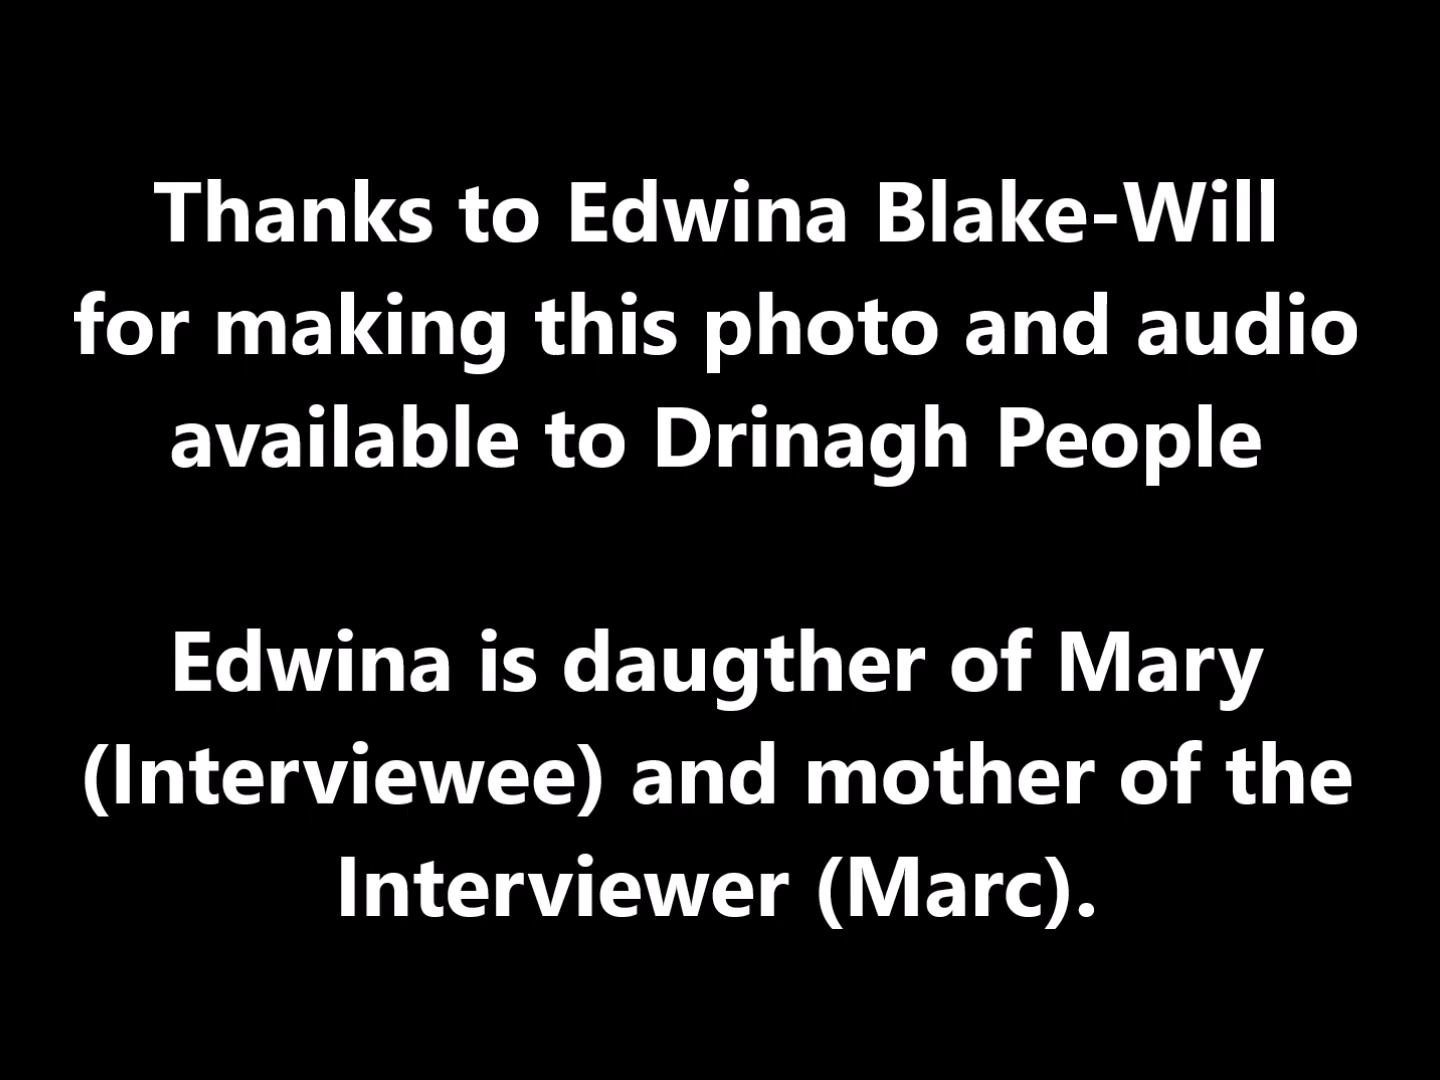 Thanks to Edwina Blake-Will
for making this photo and audio
available to Drinagh People
Edwina is daugther of Mary
(Interviewee) and mother of the
Interviewer (Marc).